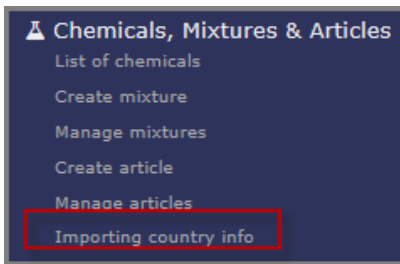 Chemicals, Mixtures & Articles
List of chemicals
Create mixture
Manage mixtures
Create article
Manage articles
Importing country info